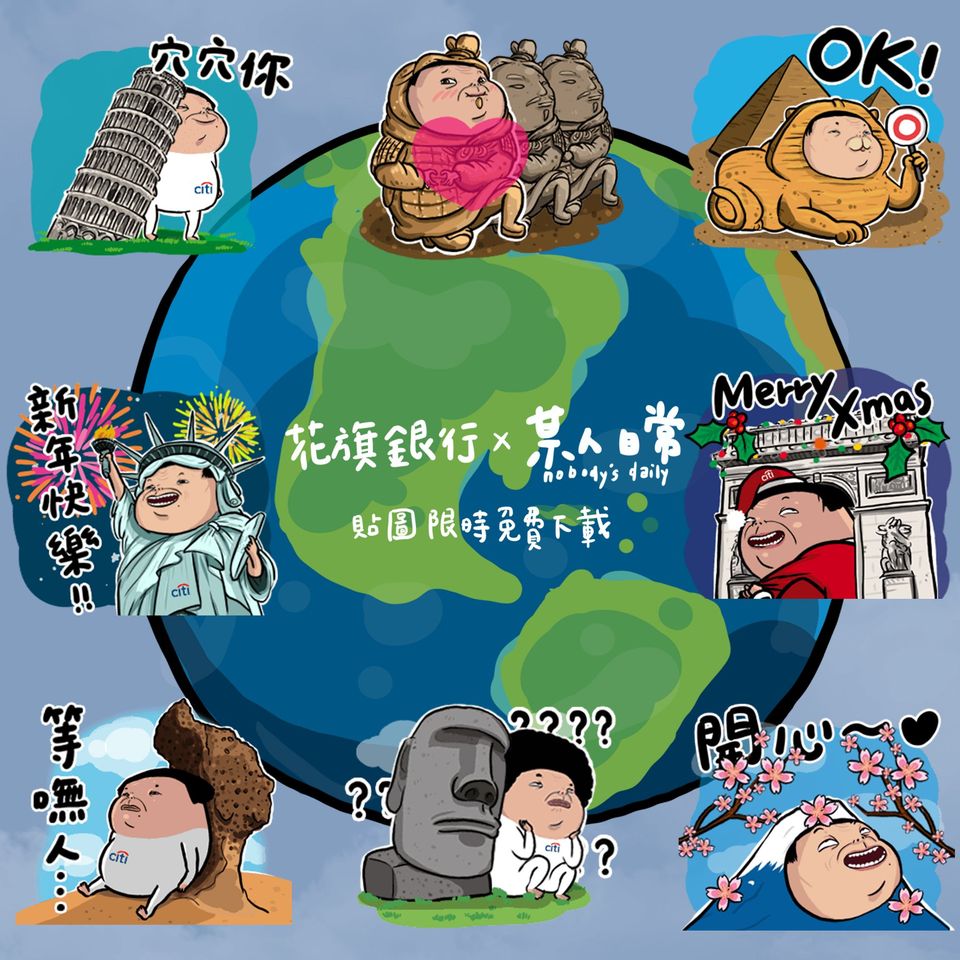 穴穴你
citi
OK!
新年快樂!!
citi
花旗銀行 × 某人日常
nobody's daily
貼圖限時免費下載
Merry
Xmas
citi
等嘸人...
citi
????
??
?
citi
開心~♥